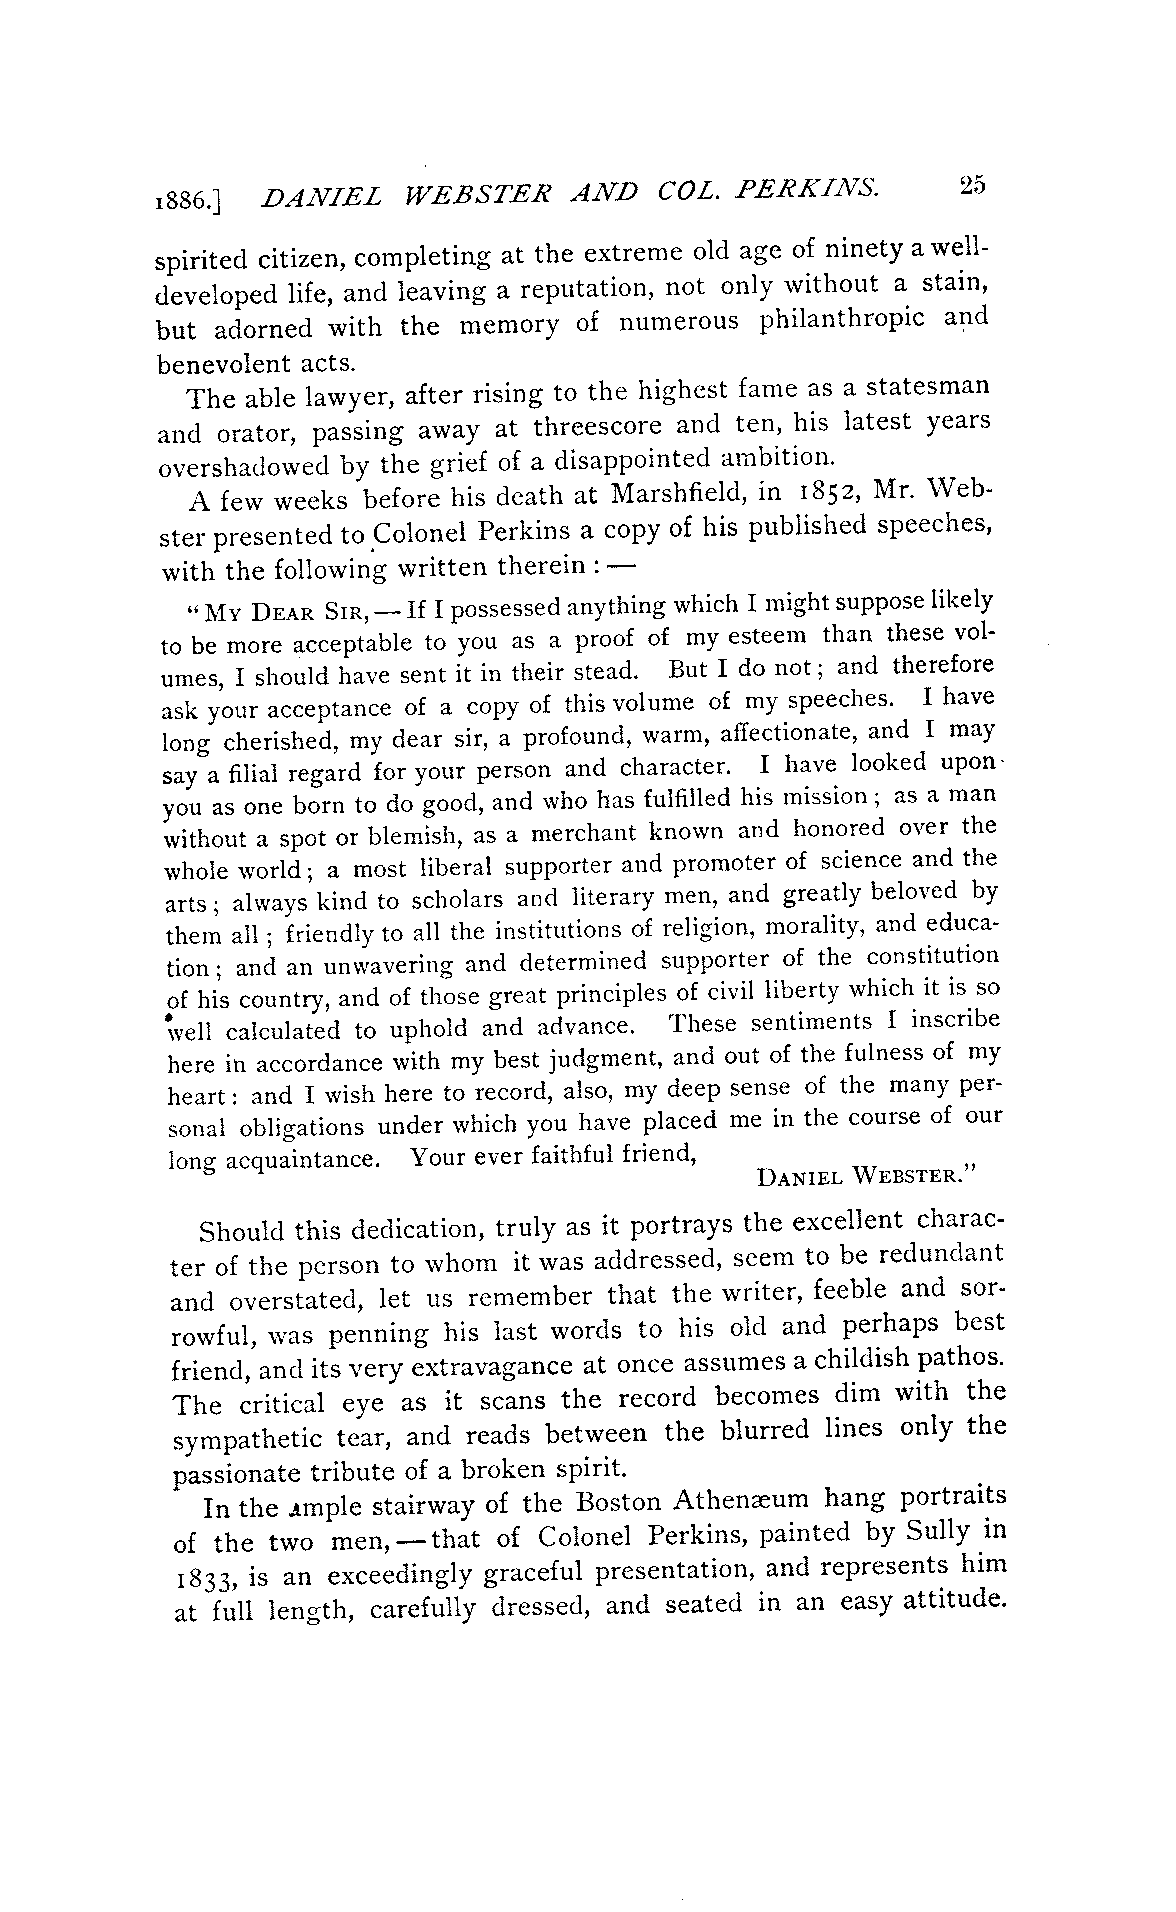 1886.] DANIEL WEBSTER AND COL. PERKINS. 25
spirited citizen, completing at the extreme old age of ninety a well-
developed life, and leaving a reputation, not only without a stain,
but adorned with the memory of numerous philanthropic and
benevolent acts.
The able lawyer, after rising to the highest fame as a statesman
and orator, passing away at threescore and ten, his latest years
overshadowed by the grief of a disappointed ambition.
A few weeks before his death at Marshfield, in 1852, Mr. Web-
ster presented to Colonel Perkins a copy of his published speeches,
with the following written therein : —
“ MY DEAR SIR, — If I possessed anything which I might suppose likely
to be more acceptable to you as a proof of my esteem than these vol-
umes, I should have sent it in their stead. But I do not ; and therefore
ask your acceptance of a copy of this volume of my speeches. I have
long cherished, my dear sir, a profound, warm, affectionate, and I may
say a filial regard for your person and character. I have looked upon
you as one born to do good, and who has fulfilled his mission ; as a man
without a spot or blemish, as a merchant known and honored over the
whole world ; a most liberal supporter and promoter of science and the
arts ; always kind to scholars and literary men, and greatly beloved by
them all ; friendly to all the institutions of religion, morality, and educa-
tion ; and an unwavering and determined supporter of the constitution
of his country, and of those great principles of civil liberty which it is so
well calculated to uphold and advance. These sentiments I inscribe
here in accordance with my best judgment, and out of the fulness of my
heart : and I wish here to record, also, my deep sense of the many per-
sonal obligations under which you have placed me in the course of our
long acquaintance. Your ever faithful friend,
DANIEL WEBSTER.”
Should this dedication, truly as it portrays the excellent charac-
ter of the person to whom it was addressed, seem to be redundant
and overstated, let us remember that the writer, feeble and sor-
rowful, was penning his last words to his old and perhaps best
friend, and its very extravagance at once assumes a childish pathos.
The critical eye as it scans the record becomes dim with the
sympathetic tear, and reads between the blurred lines only the
passionate tribute of a broken spirit.
In the ample stairway of the Boston Athenæum hang portraits
of the two men, — that of Colonel Perkins, painted by Sully in
1833, is an exceedingly graceful presentation, and represents him
at full length, carefully dressed, and seated in an easy attitude.